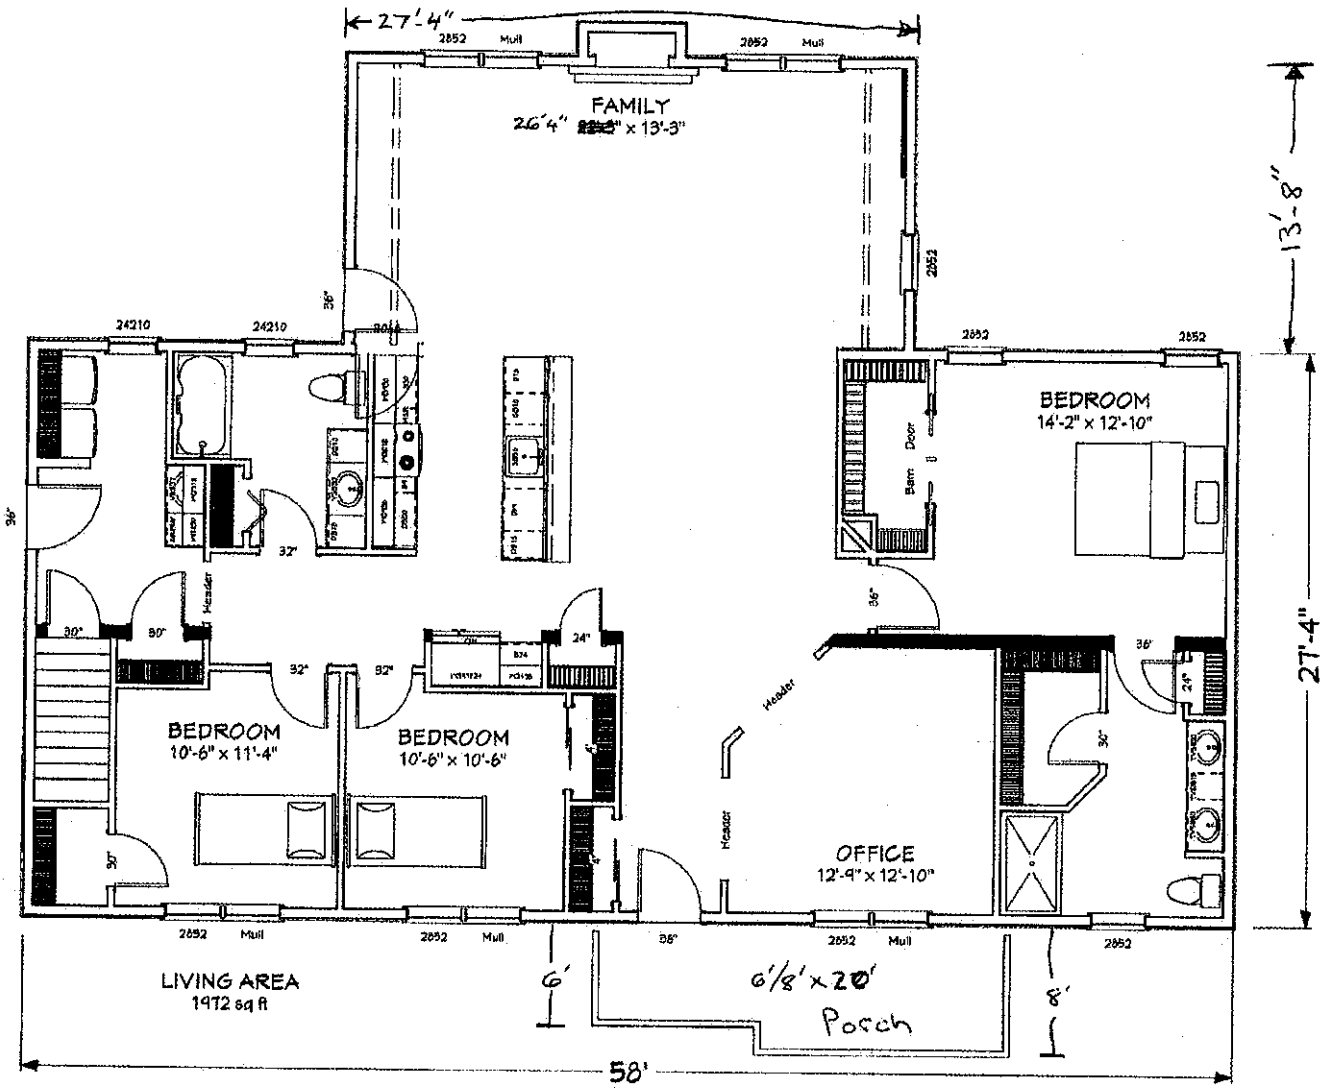 27'-4"
2852 Mull
2852 Mull
FAMILY
26'4" x 13'-3"
13'-8"
2852
36"
24210
24210
2852
2852
BEDROOM
14'-2" x 12'-10"
Barn Door
36"
32"
Header
30"
30"
24"
36"
36"
24"
27'-4"
32"
32"
B24
Header
BEDROOM
10'-6" x 11'-4"
BEDROOM
10'-6" x 10'-6"
30"
Header
30"
OFFICE
12'-9" x 12'-10"
2852 Mull
2852 Mull
36"
2852 Mull
2852
LIVING AREA
1972 sq ft
6'
6'/8' x 20'
Porch
8'
58'